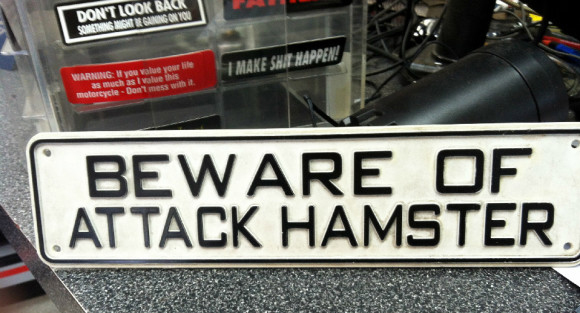 DON'T LOOK BACK
SOMETHING MIGHT BE GAINING ON YOU
WARNING: If you value your life
as much as I value this
motorcycle - Don't mess with it.
I MAKE SHIT HAPPEN!
BEWARE OF
ATTACK HAMSTER